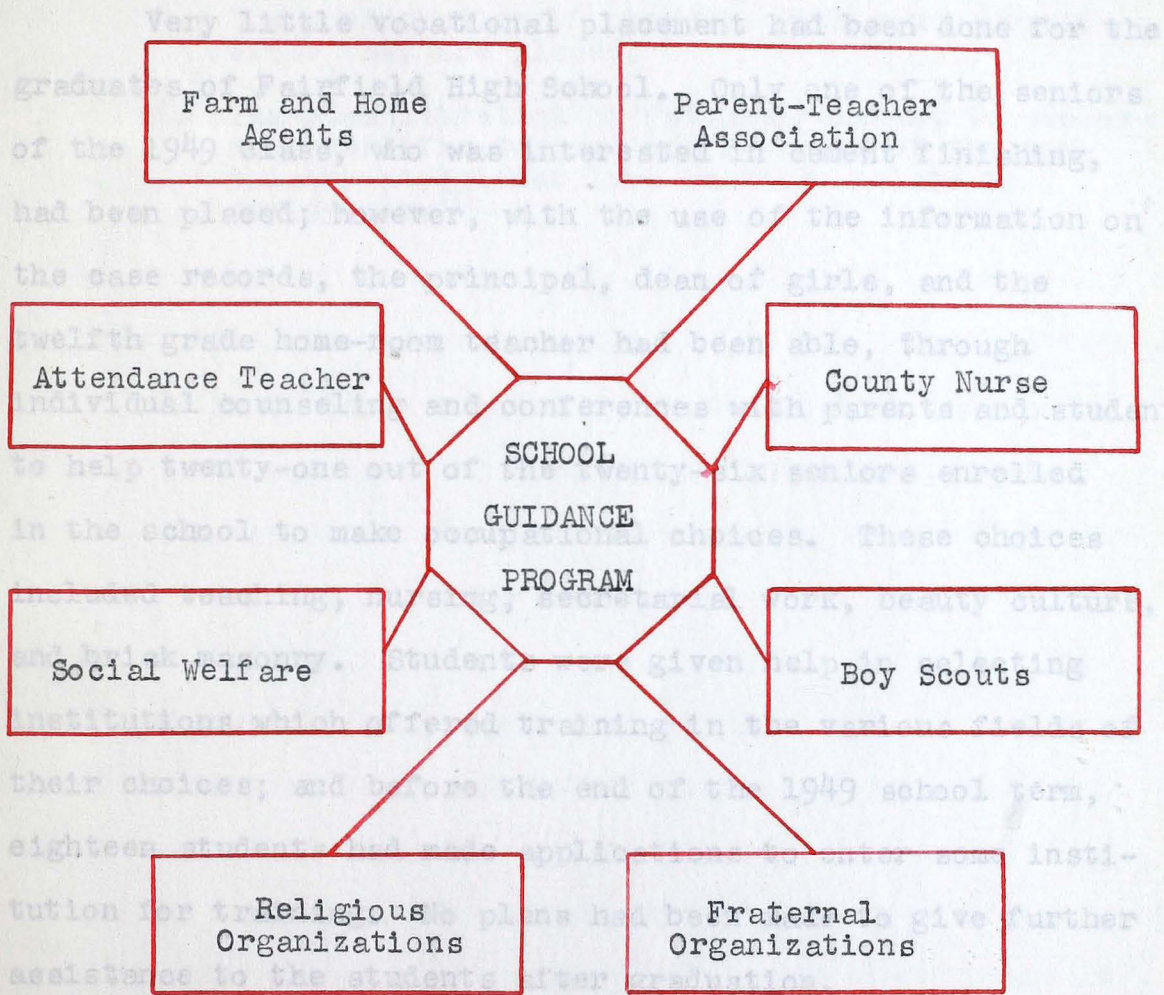 Farm and Home
Agents
Parent-Teacher
Association
Attendance Teacher
County Nurse
SCHOOL
GUIDANCE
PROGRAM
Social Welfare
Boy Scouts
Religious
Organizations
Fraternal
Organizations
Very little vocational placement had been done for the
graduates of Fairfield High School. Only one of the seniors
of the 1949 class, who was interested in cement finishing,
had been placed; however, with the use of the information on
the case records, the principal, dean of girls, and the
twelfth grade home-room teacher had been able, through
individual counseling and conferences with parents and studen
to help twenty-one out of the twenty-six seniors enrolled
in the school to make occupational choices. These choices
included teaching, nursing, secretarial work, beauty culture,
and brick masonry. Students were given help in selecting
institutions which offered training in the various fields of
their choices; and before the end of the 1949 school term,
eighteen students had made applications to enter some insti-
tution for training. No plans had been made to give further
assistance to the students after graduation.